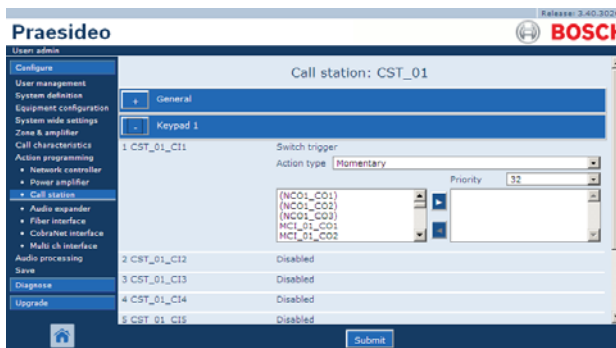 Release: 3.40.302
Praesideo
BOSCH
User: admin
Configure
User management
System definition
Equipment configuration
System wide settings
Zone & amplifier
Call characteristics
Action programming
• Network controller
• Power amplifier
• Call station
• Audio expander
• Fiber interface
• CobraNet interface
• Multi ch interface
Audio processing
Save
Diagnose
Upgrade
Call station: CST_01
+ General
- Keypad 1
1 CST_01_CI1 Switch trigger
Action type Momentary
Priority 32
(NCO1_CO1)
(NCO1_CO2)
(NCO1_CO3)
MCI_01_CO1
MCI_01_CO2
2 CST_01_CI2 Disabled
3 CST_01_CI3 Disabled
4 CST_01_CI4 Disabled
5 CST_01_CI5 Disabled
Submit